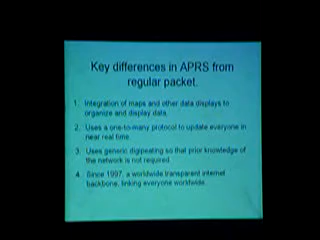 Key differences in APRS from
regular packet.
1. Integration of maps and other data displays to
organize and display data.
2. Uses a one-to-many protocol to update everyone in
near real time.
3. Uses generic digipeating so that prior knowledge of
the network is not required.
4. Since 1997, a worldwide transparent internet
backbone, linking everyone worldwide.